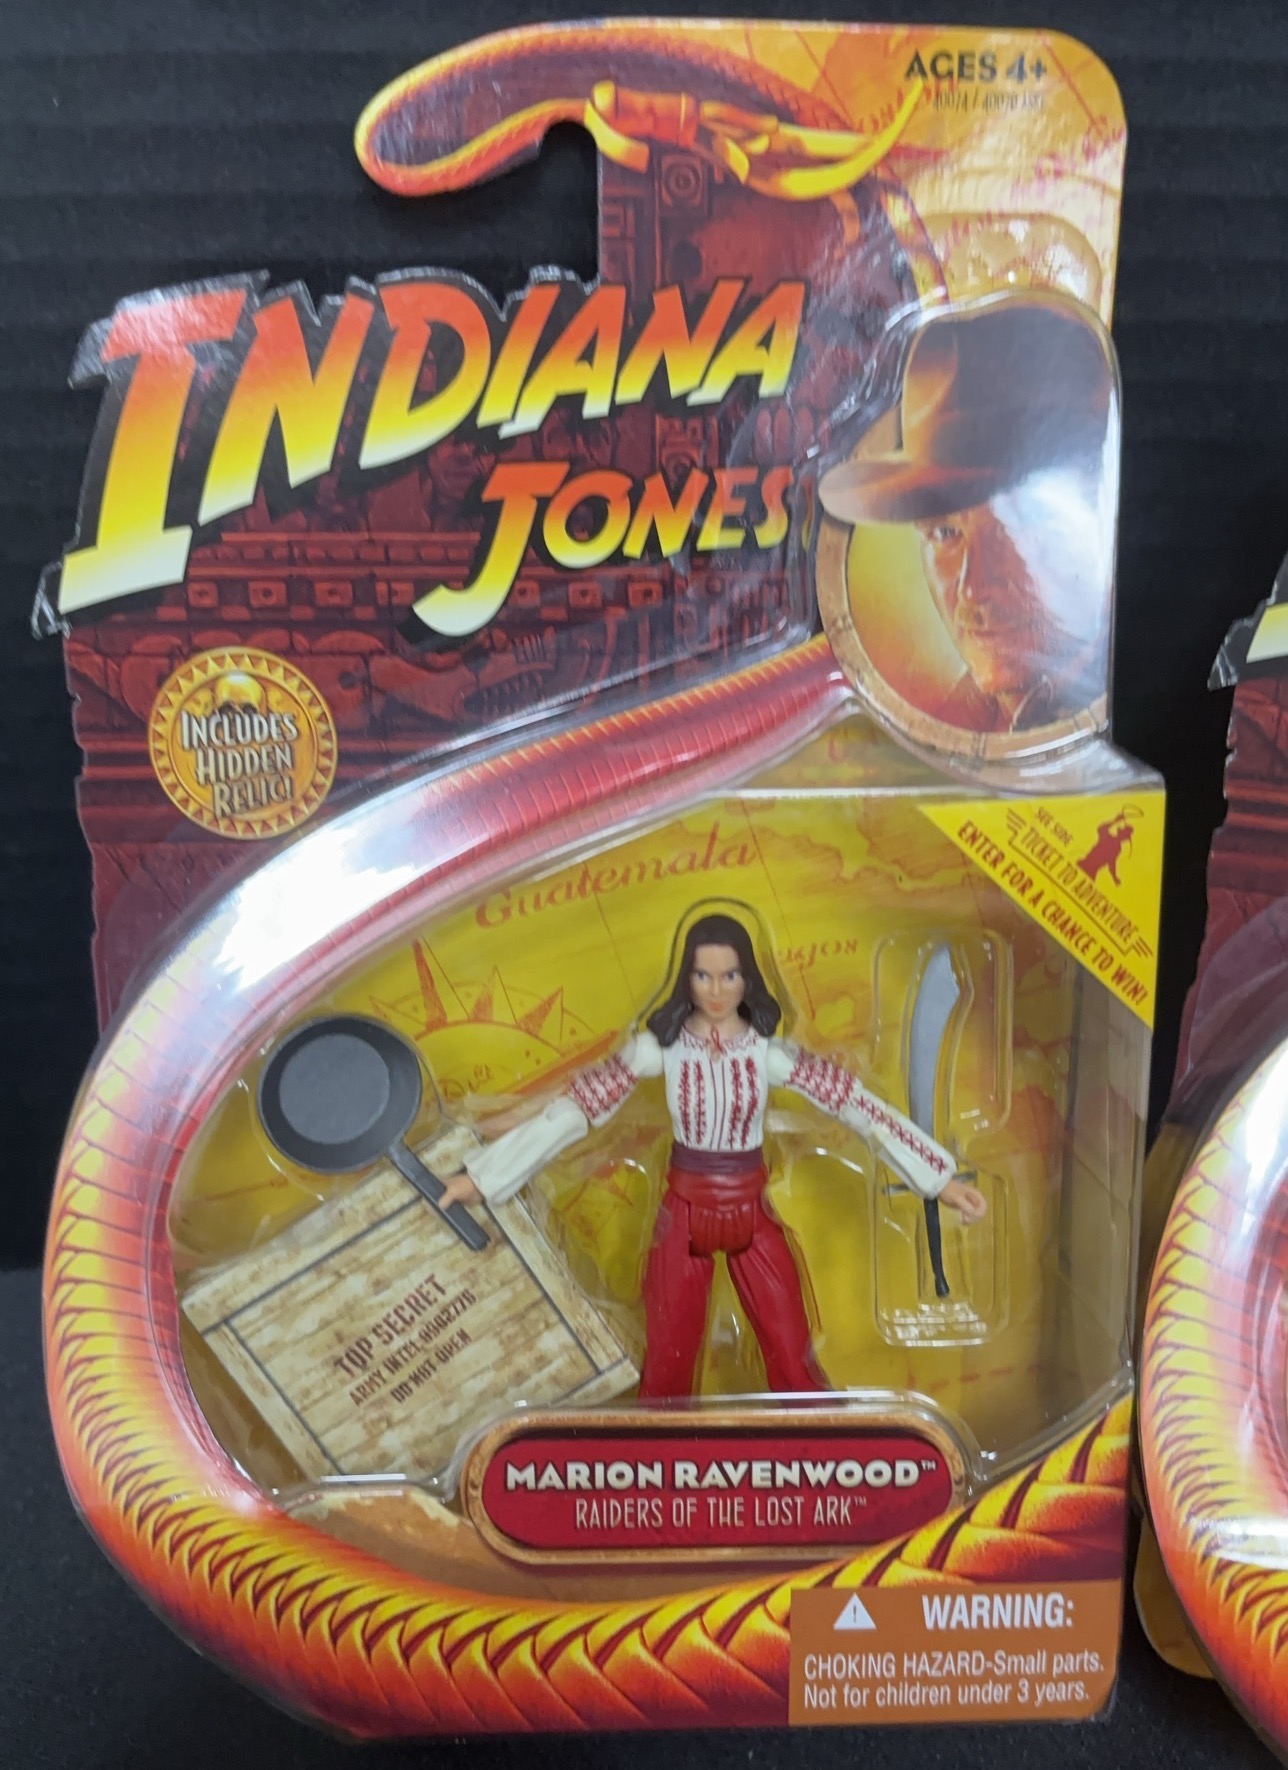 AGES 4+
INDIANA
JONES
INCLUDES
HIDDEN
RELIC!
SEE SIDE
TICKET TO ADVENTURE
ENTER FOR A CHANCE TO WIN!
Guatemala
TOP SECRET
ARMY INTEL 9902776
DO NOT OPEN
MARION RAVENWOOD™
RAIDERS OF THE LOST ARK™
WARNING:
CHOKING HAZARD-Small parts.
Not for children under 3 years.